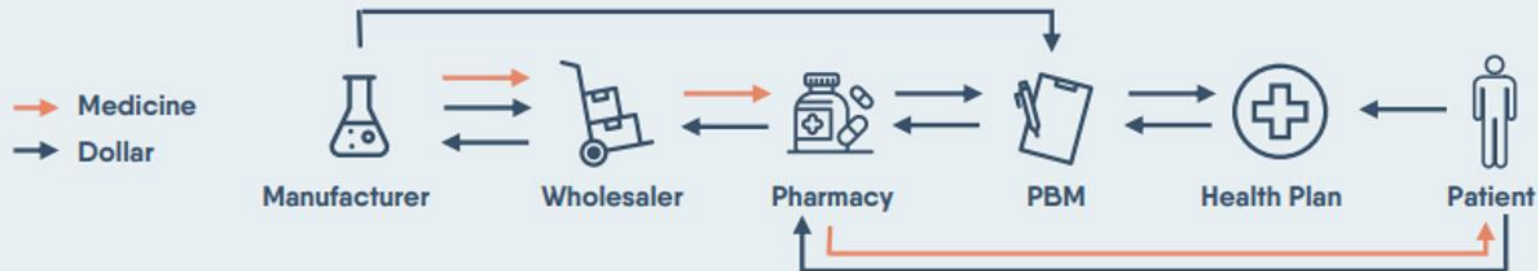 Medicine
Dollar
Manufacturer
Wholesaler
Pharmacy
PBM
Health Plan
Patient